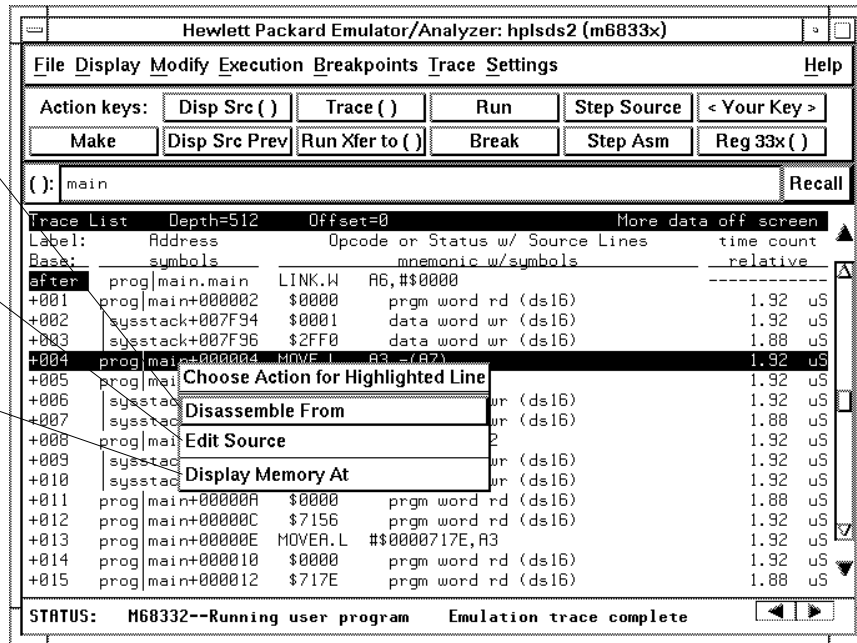 Hewlett Packard Emulator/Analyzer: hplsds2 (m6833x)
File Display Modify Execution Breakpoints Trace Settings Help
Action keys: Disp Src ( ) Trace ( ) Run Step Source < Your Key >
Make Disp Src Prev Run Xfer to ( ) Break Step Asm Reg 33x ( )
( ): main Recall
Trace List Depth=512 Offset=0 More data off screen
Label: Address Opcode or Status w/ Source Lines time count
Base: symbols mnemonic w/symbols relative
after prog|main.main LINK.W A6,#$0000 ------------
+001 prog|main+000002 $0000 prgm word rd (ds16) 1.92 uS
+002 |sysstack+007F94 $0001 data word wr (ds16) 1.92 uS
+003 |sysstack+007F96 $2FF0 data word wr (ds16) 1.88 uS
+004 prog|main+000004 MOVE.L A3,-(A7) 1.92 uS
+005 prog|mai 1.92 uS
+006 |sysstac wr (ds16) 1.92 uS
+007 |sysstac wr (ds16) 1.88 uS
+008 prog|mai 2 1.92 uS
+009 |sysstac wr (ds16) 1.92 uS
+010 |sysstac wr (ds16) 1.92 uS
Choose Action for Highlighted Line
Disassemble From
Edit Source
Display Memory At
+011 prog|main+00000A $0000 prgm word rd (ds16) 1.88 uS
+012 prog|main+00000C $7156 prgm word rd (ds16) 1.92 uS
+013 prog|main+00000E MOVEA.L #$0000717E,A3 1.92 uS
+014 prog|main+000010 $0000 prgm word rd (ds16) 1.92 uS
+015 prog|main+000012 $717E prgm word rd (ds16) 1.88 uS
STATUS: M68332--Running user program Emulation trace complete